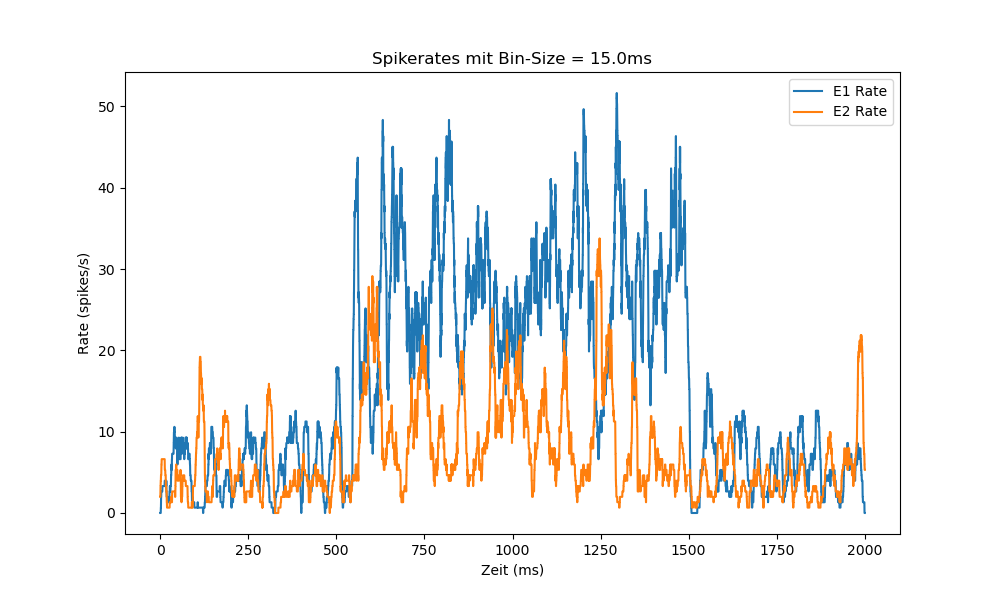 Spikerates mit Bin-Size = 15.0ms
E1 Rate
E2 Rate
Rate (spikes/s)
50
40
30
20
10
0
0 250 500 750 1000 1250 1500 1750 2000
Zeit (ms)